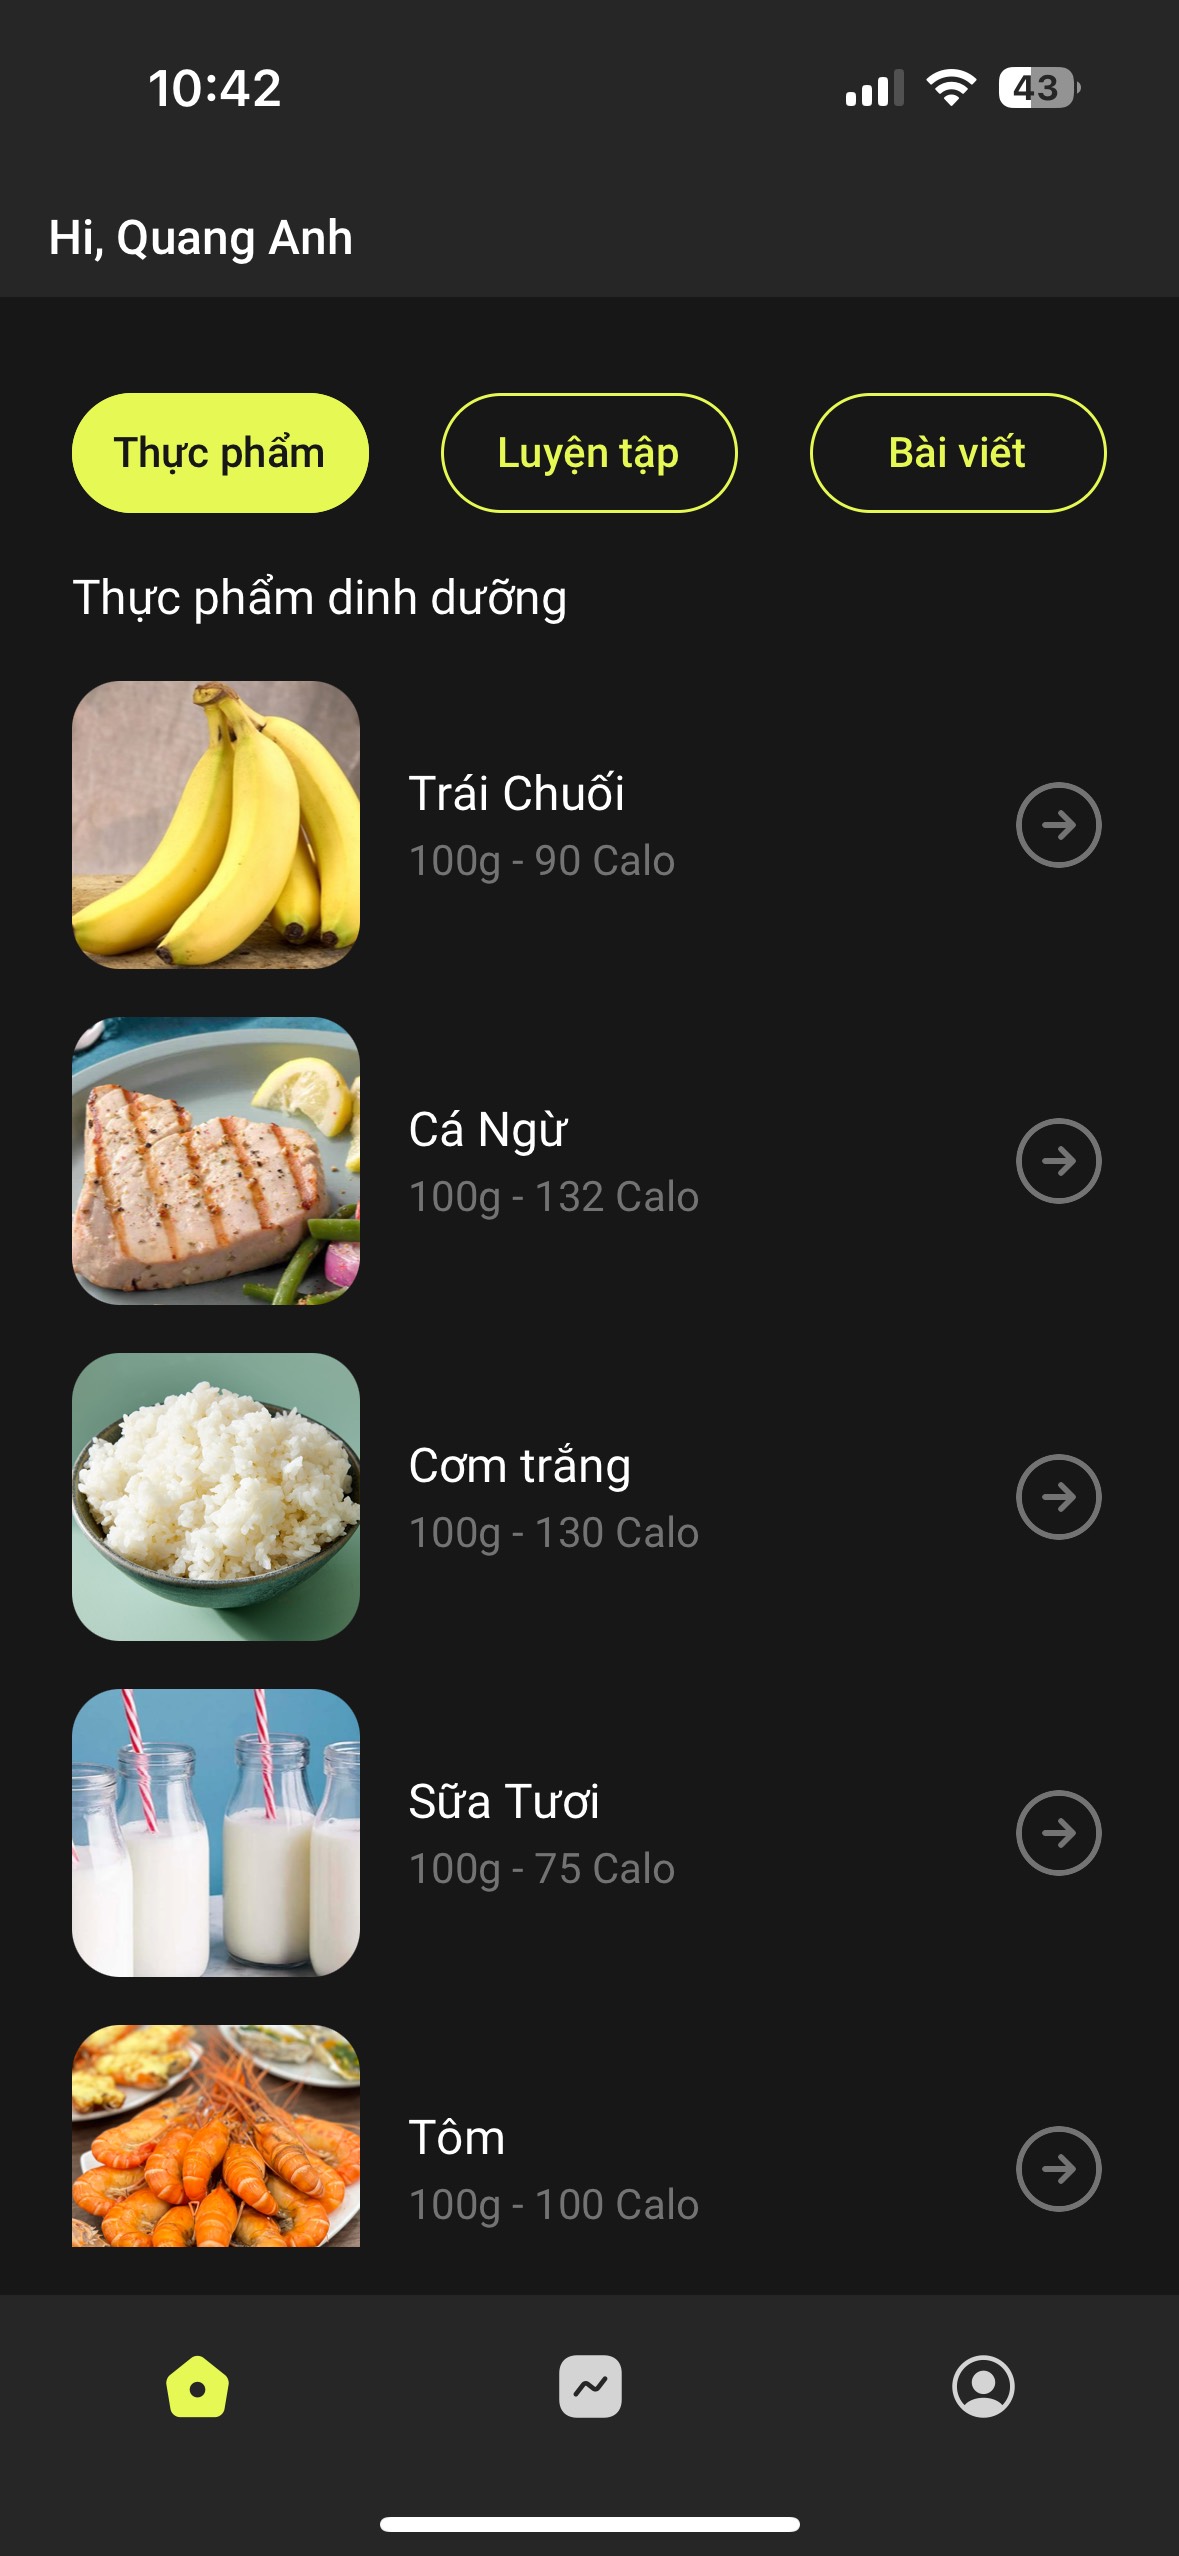 10:42
43
Hi, Quang Anh
Thực phẩm
Luyện tập
Bài viết
Thực phẩm dinh dưỡng
Trái Chuối
100g - 90 Calo
Cá Ngừ
100g - 132 Calo
Cơm trắng
100g - 130 Calo
Sữa Tươi
100g - 75 Calo
Tôm
100g - 100 Calo